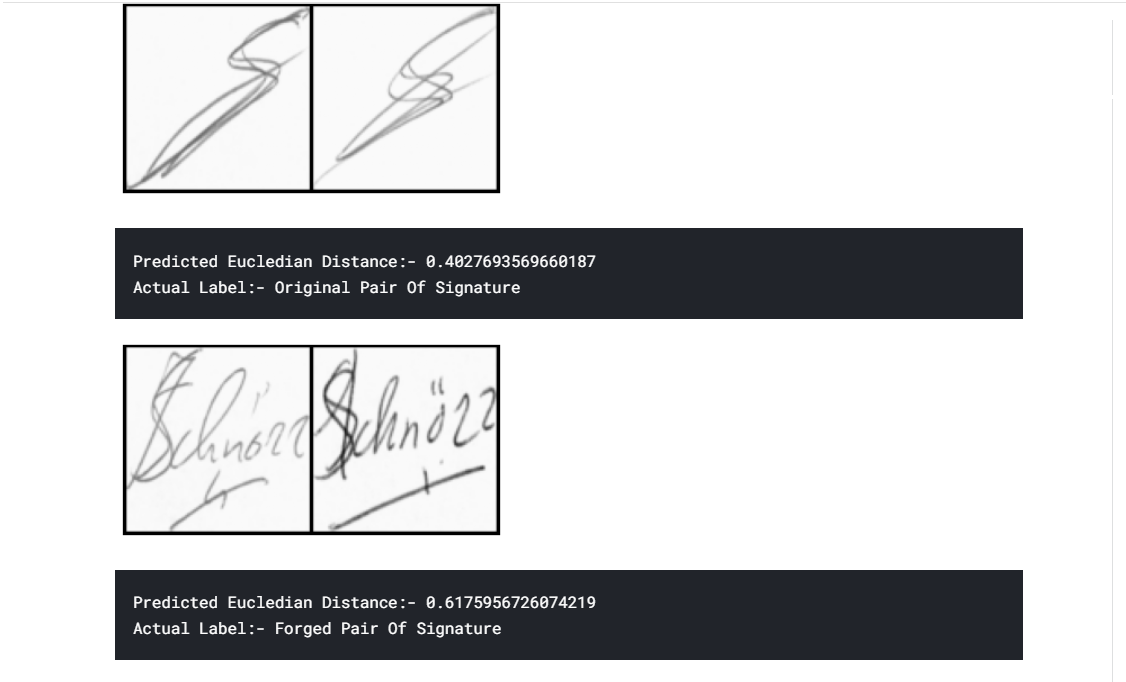 Predicted Eucledian Distance:- 0.4027693569660187
Actual Label:- Original Pair Of Signature
Schnözz Schnözz
Predicted Eucledian Distance:- 0.6175956726074219
Actual Label:- Forged Pair Of Signature